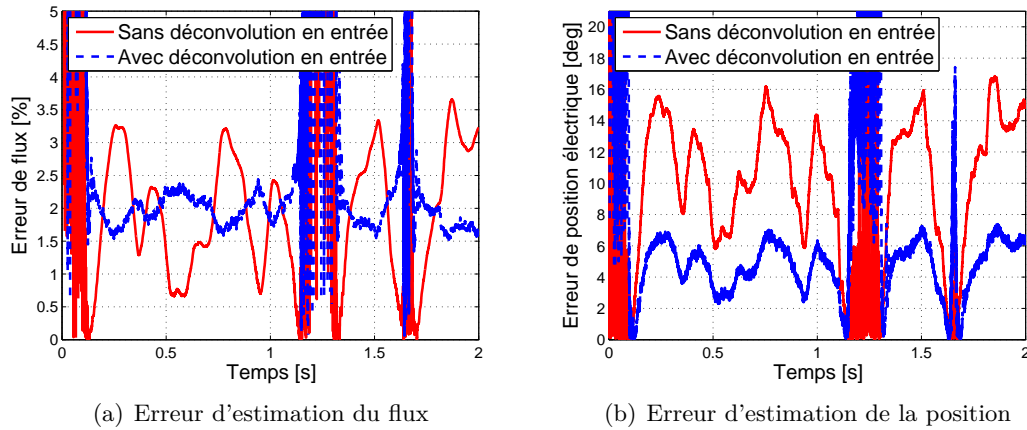 Sans déconvolution en entrée
Avec déconvolution en entrée
Erreur de flux [%]
5
4.5
4
3.5
3
2.5
2
1.5
1
0.5
0
0 0.5 1 1.5 2
Temps [s]
(a) Erreur d'estimation du flux
Sans déconvolution en entrée
Avec déconvolution en entrée
Erreur de position électrique [deg]
20
18
16
14
12
10
8
6
4
2
0
0 0.5 1 1.5 2
Temps [s]
(b) Erreur d'estimation de la position